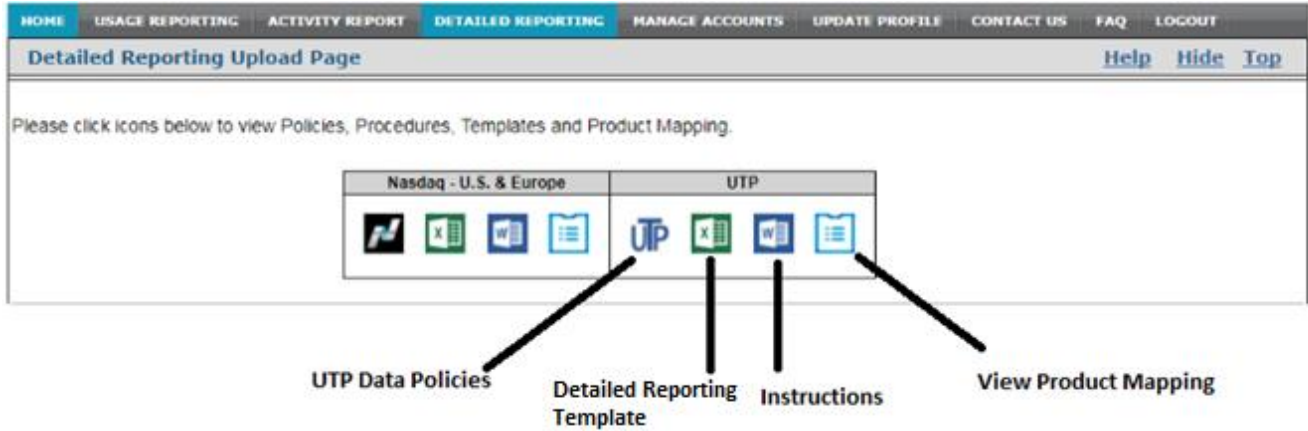 HOME USAGE REPORTING ACTIVITY REPORT DETAILED REPORTING MANAGE ACCOUNTS UPDATE PROFILE CONTACT US FAQ LOGOUT
Detailed Reporting Upload Page Help Hide Top
Please click icons below to view Policies, Procedures, Templates and Product Mapping.
Nasdaq - U.S. & Europe UTP
X W UTP X W
UTP Data Policies
Detailed Reporting
Template
Instructions
View Product Mapping